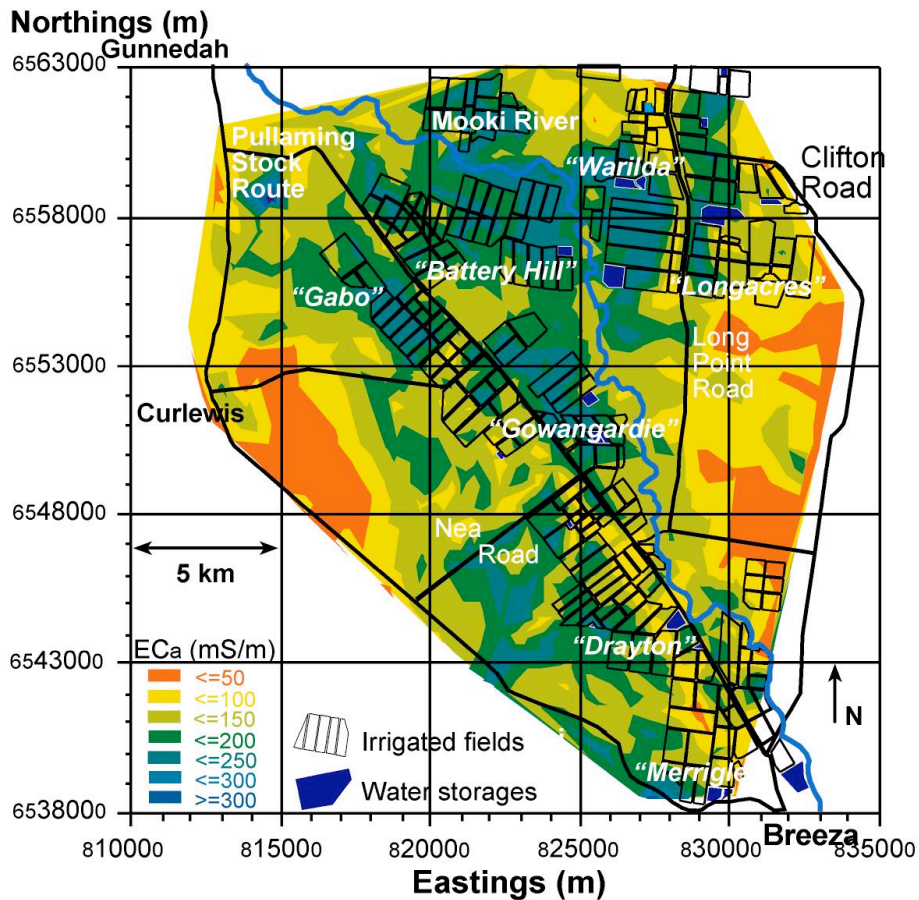 Northings (m)
Gunnedah
6563000
Mooki River
Pullaming
Stock
Route
"Warilda"
Clifton
Road
6558000
"Battery Hill"
"Gabo"
"Longacres"
Long
Point
Road
6553000
Curlewis
"Gowangardie"
6548000
Nea
Road
5 km
"Drayton"
6543000
ECa (mS/m)
<=50
<=100
<=150
<=200
<=250
<=300
>=300
N
Irrigated fields
Water storages
"Merrigle
6538000
Breeza
810000
815000
820000
825000
830000
835000
Eastings (m)